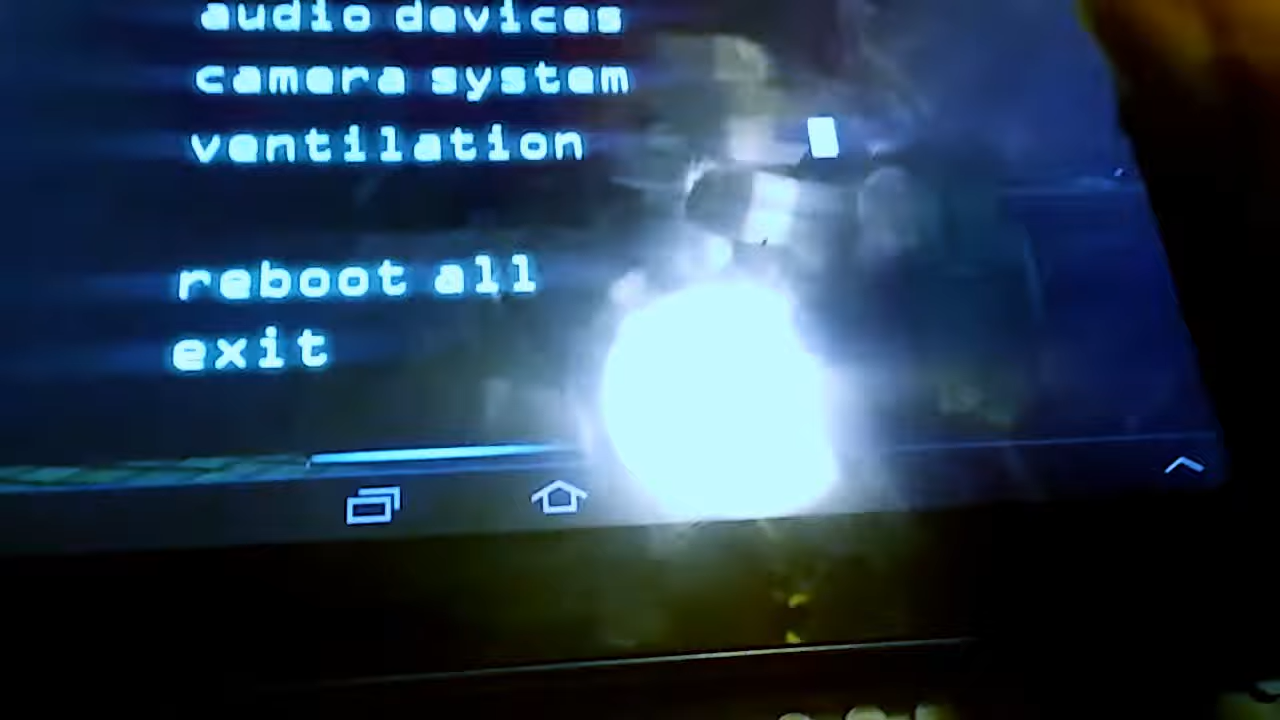 audio devices
camera system
ventilation
reboot all
exit